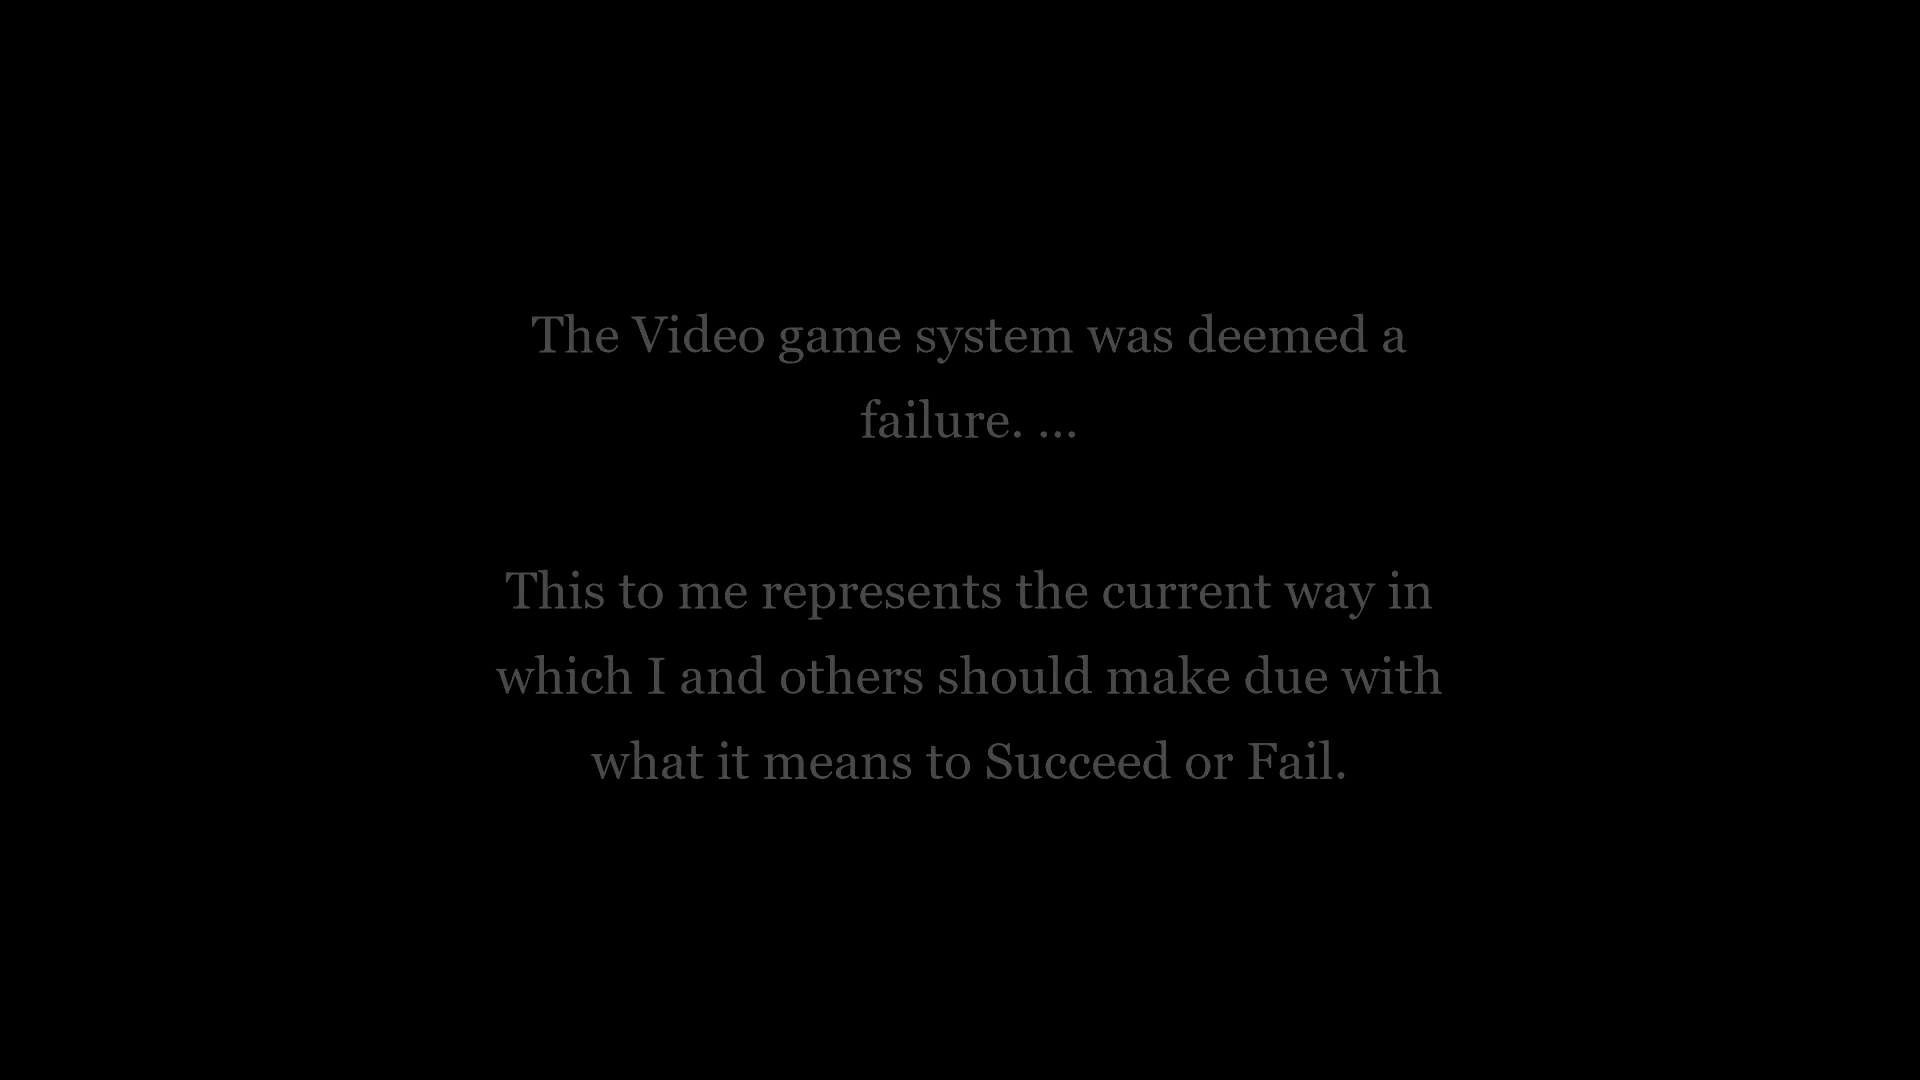 The Video game system was deemed a
failure. ...
This to me represents the current way in
which I and others should make due with
what it means to Succeed or Fail.